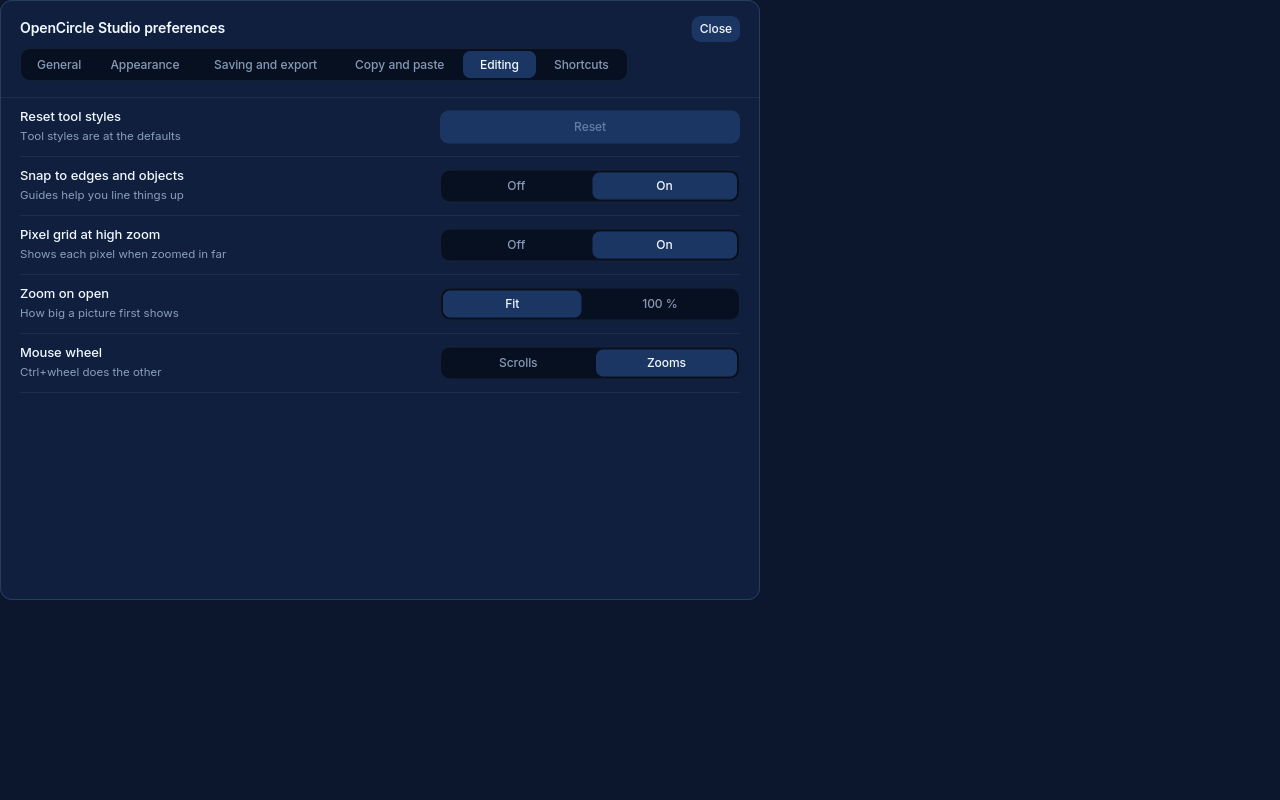 OpenCircle Studio preferences
Close
General Appearance Saving and export Copy and paste Editing Shortcuts
Reset tool styles
Tool styles are at the defaults
Reset
Snap to edges and objects
Guides help you line things up
Off On
Pixel grid at high zoom
Shows each pixel when zoomed in far
Off On
Zoom on open
How big a picture first shows
Fit 100 %
Mouse wheel
Ctrl+wheel does the other
Scrolls Zooms